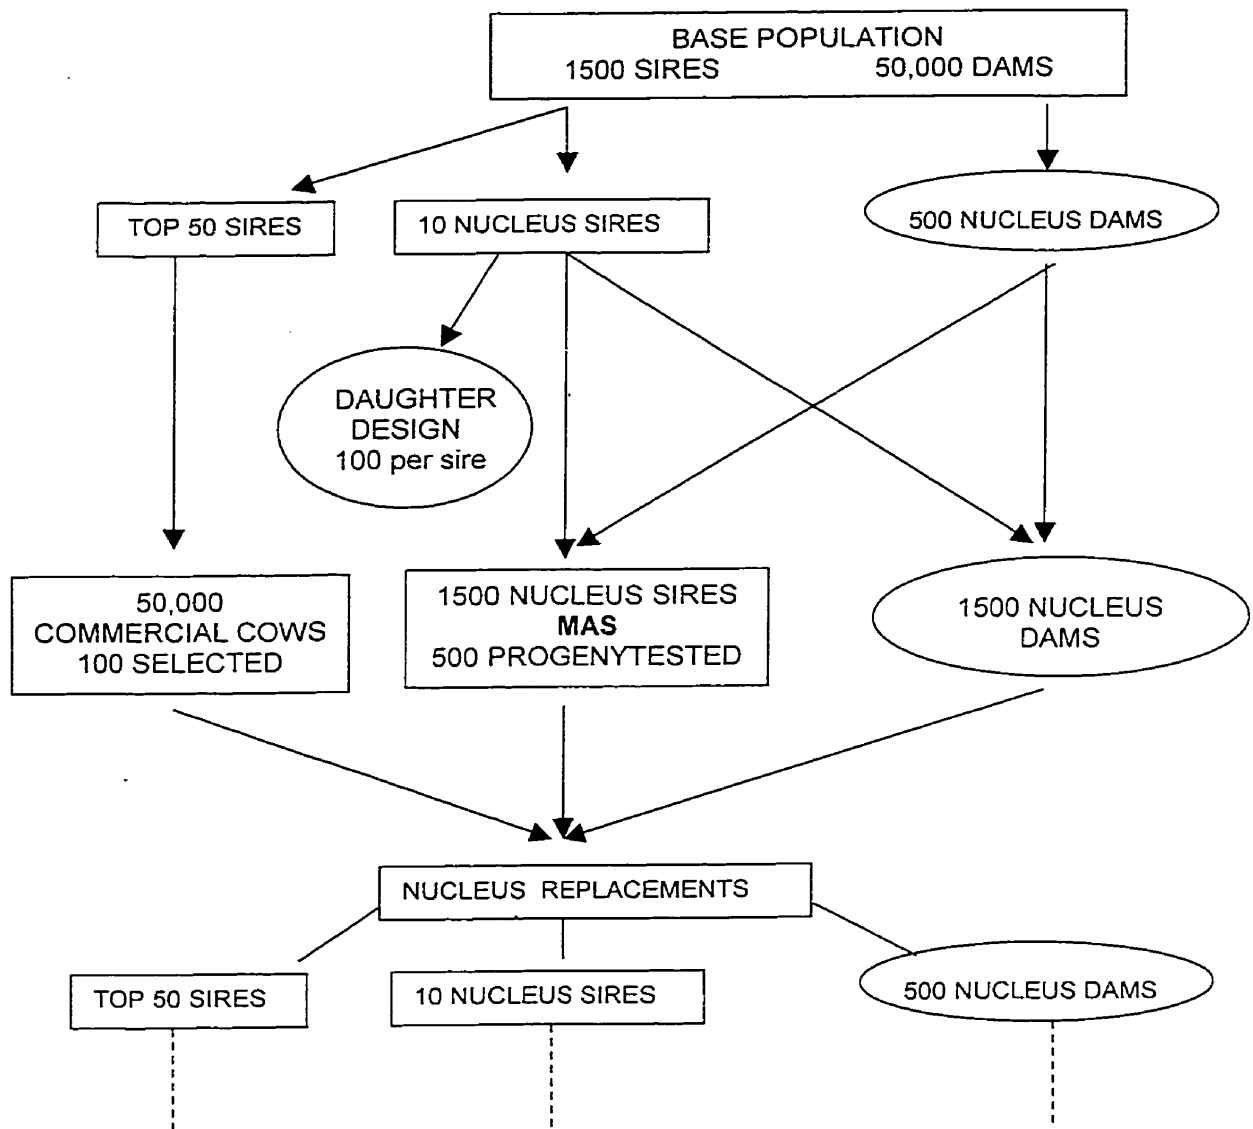 BASE POPULATION
1500 SIRES 50,000 DAMS
TOP 50 SIRES
10 NUCLEUS SIRES
500 NUCLEUS DAMS
DAUGHTER
DESIGN
100 per sire
50,000
COMMERCIAL COWS
100 SELECTED
1500 NUCLEUS SIRES
MAS
500 PROGENYTESTED
1500 NUCLEUS
DAMS
NUCLEUS REPLACEMENTS
TOP 50 SIRES
10 NUCLEUS SIRES
500 NUCLEUS DAMS